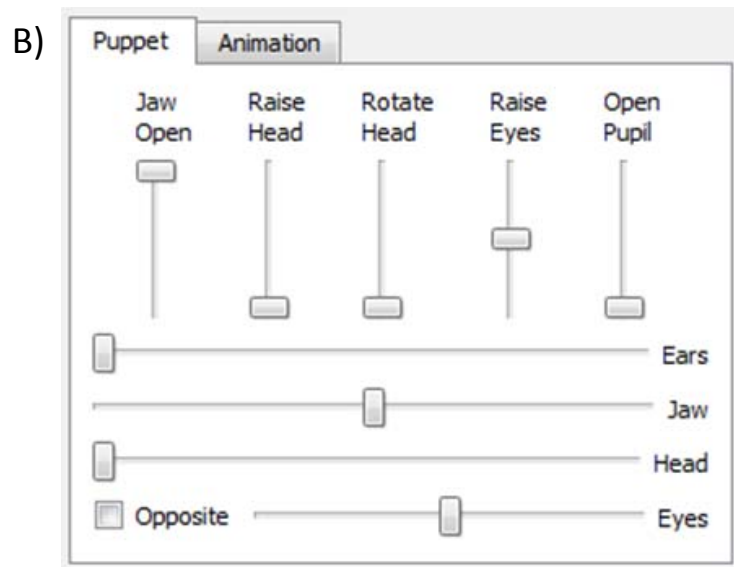 B)
Puppet Animation
Jaw Raise Rotate Raise Open
Open Head Head Eyes Pupil
Ears
Jaw
Head
Opposite Eyes